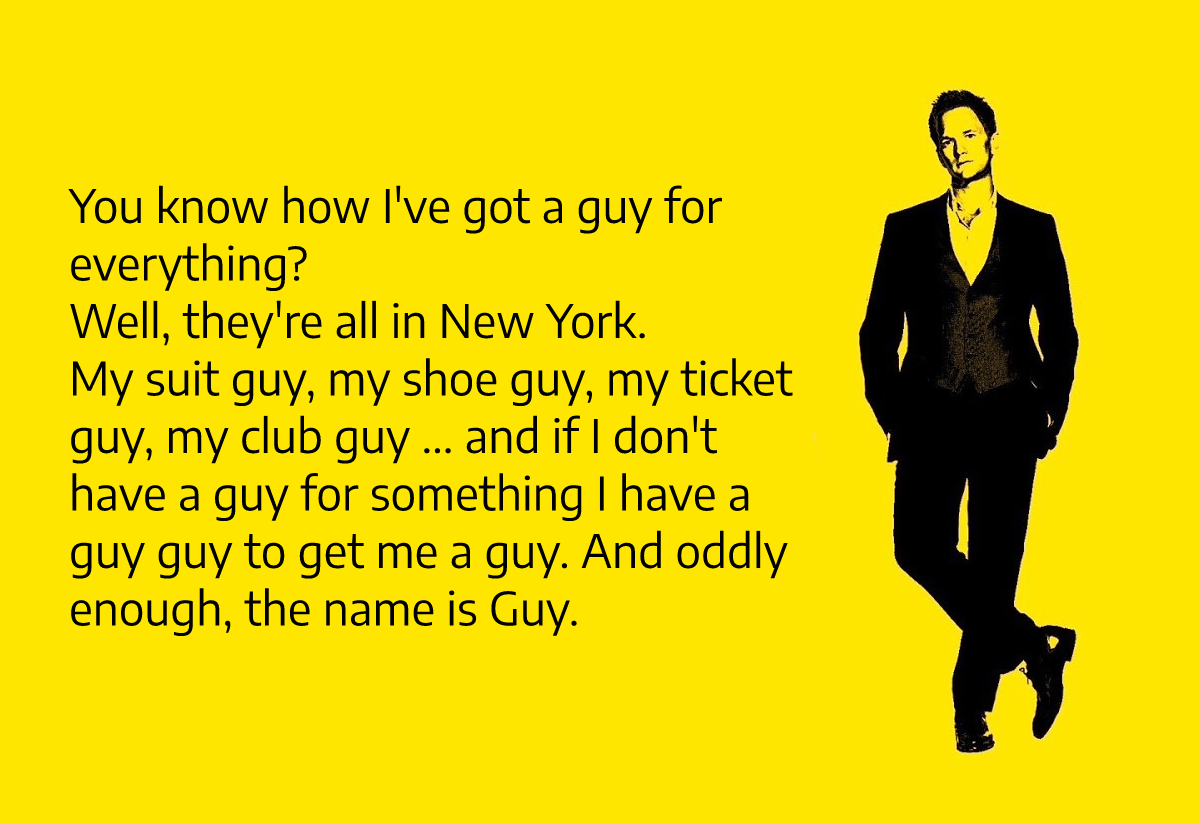 You know how I've got a guy for
everything?
Well, they're all in New York.
My suit guy, my shoe guy, my ticket
guy, my club guy ... and if I don't
have a guy for something I have a
guy guy to get me a guy. And oddly
enough, the name is Guy.